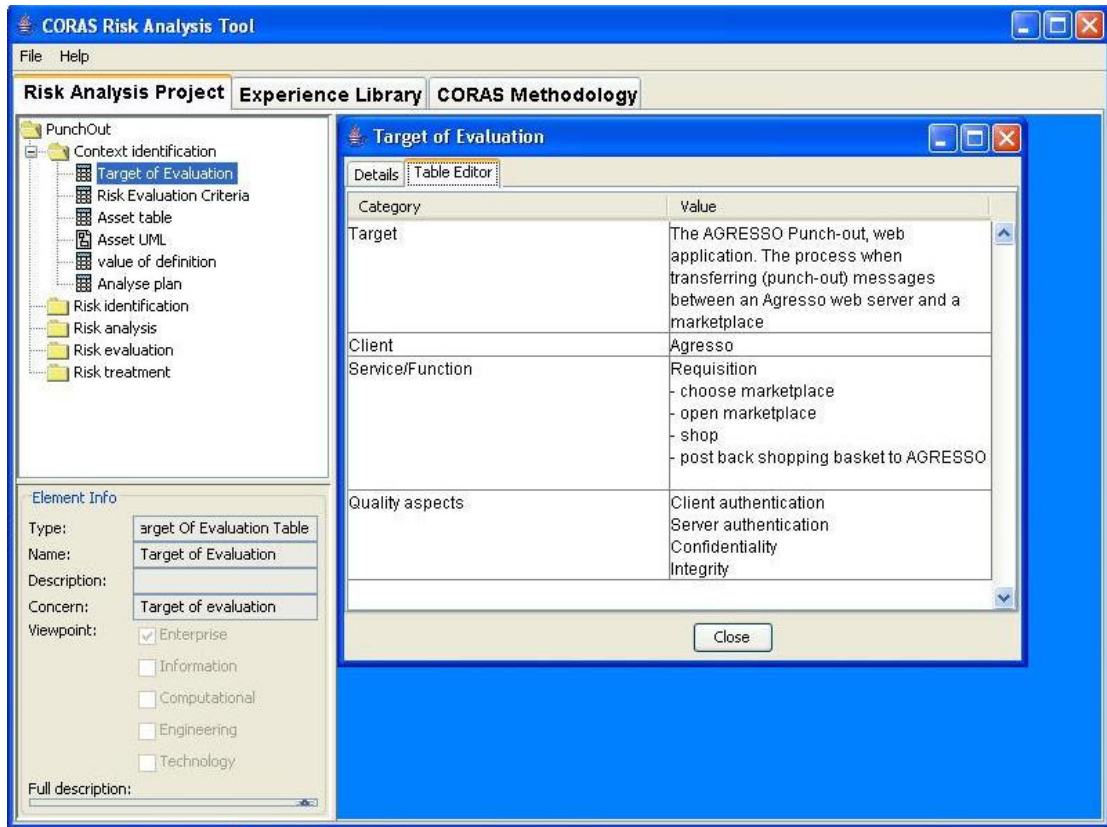 CORAS Risk Analysis Tool
File Help
Risk Analysis Project Experience Library CORAS Methodology
PunchOut
Context identification
Target of Evaluation
Risk Evaluation Criteria
Asset table
Asset UML
value of definition
Analyse plan
Risk identification
Risk analysis
Risk evaluation
Risk treatment
Element Info
Type: arget Of Evaluation Table
Name: Target of Evaluation
Description:
Concern: Target of evaluation
Viewpoint: Enterprise
Information
Computational
Engineering
Technology
Full description:
Target of Evaluation
Details Table Editor
Category Value
Target The AGRESSO Punch-out, web
application. The process when
transferring (punch-out) messages
between an Agresso web server and a
marketplace
Client Agresso
Service/Function Requisition
- choose marketplace
- open marketplace
- shop
- post back shopping basket to AGRESSO
Quality aspects Client authentication
Server authentication
Confidentiality
Integrity
Close